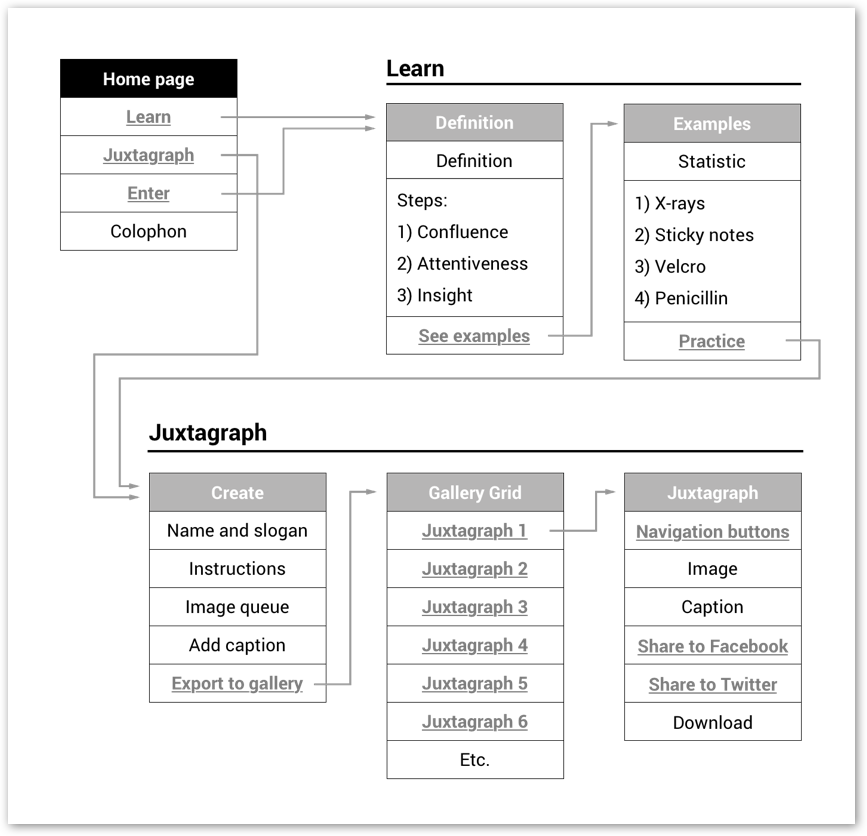 Home page
Learn
Juxtagraph
Enter
Colophon
Learn
Definition
Definition
Steps:
1) Confluence
2) Attentiveness
3) Insight
See examples
Examples
Statistic
1) X-rays
2) Sticky notes
3) Velcro
4) Penicillin
Practice
Juxtagraph
Create
Name and slogan
Instructions
Image queue
Add caption
Export to gallery
Gallery Grid
Juxtagraph 1
Juxtagraph 2
Juxtagraph 3
Juxtagraph 4
Juxtagraph 5
Juxtagraph 6
Etc.
Juxtagraph
Navigation buttons
Image
Caption
Share to Facebook
Share to Twitter
Download